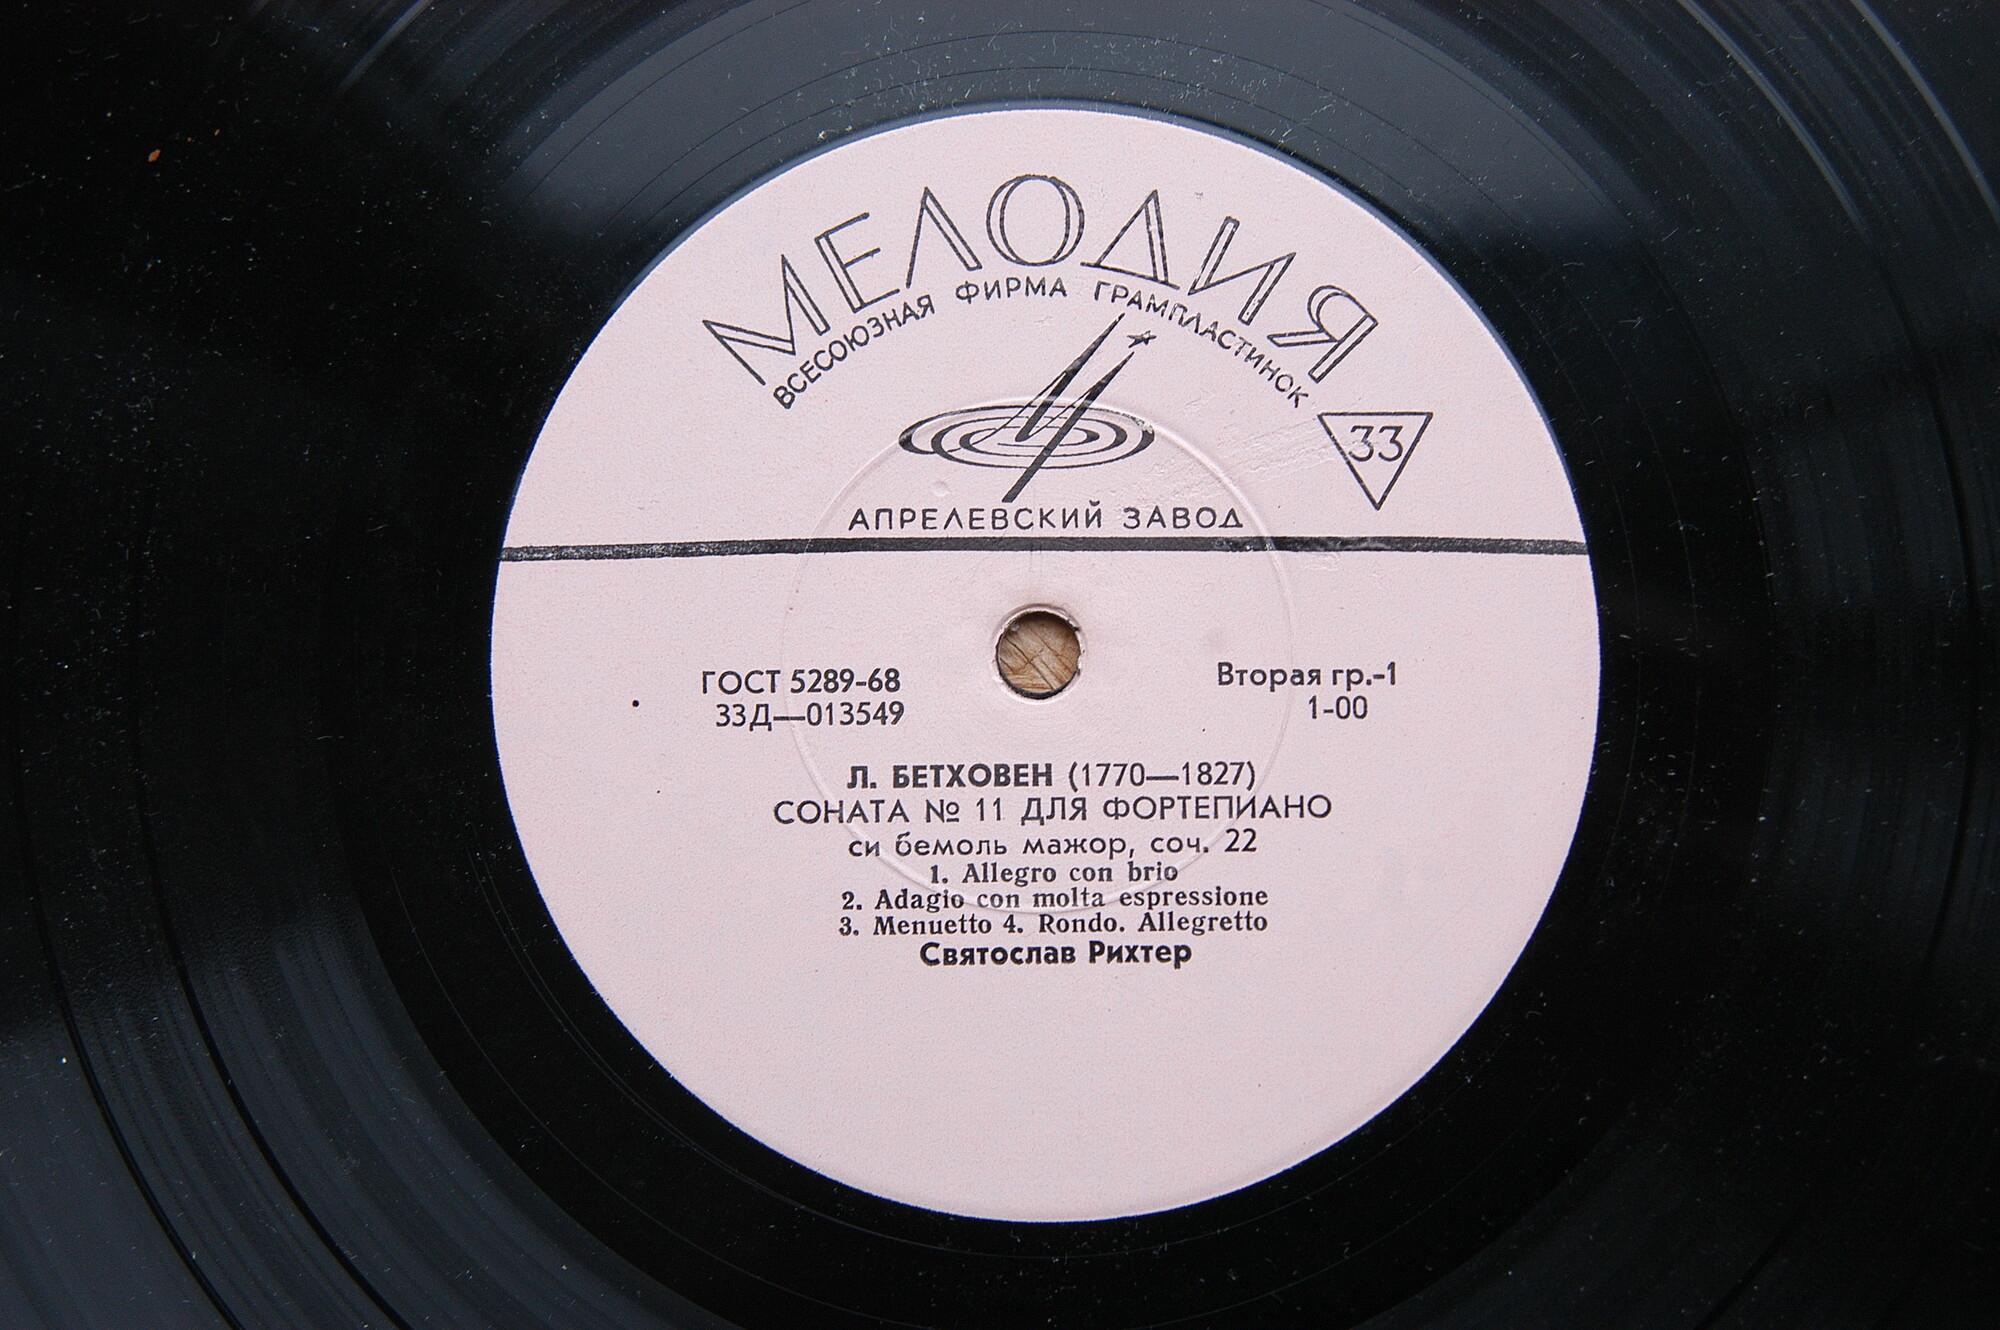 МЕЛОДИЯ
ВСЕСОЮЗНАЯ ФИРМА ГРАМПЛАСТИНОК
33
АПРЕЛЕВСКИЙ ЗАВОД
ГОСТ 5289-68
33Д—013549
Вторая гр.-1
1-00
Л. БЕТХОВЕН (1770—1827)
СОНАТА № 11 ДЛЯ ФОРТЕПИАНО
си бемоль мажор, соч. 22
1. Allegro con brio
2. Adagio con molta espressione
3. Menuetto 4. Rondo. Allegretto
Святослав Рихтер